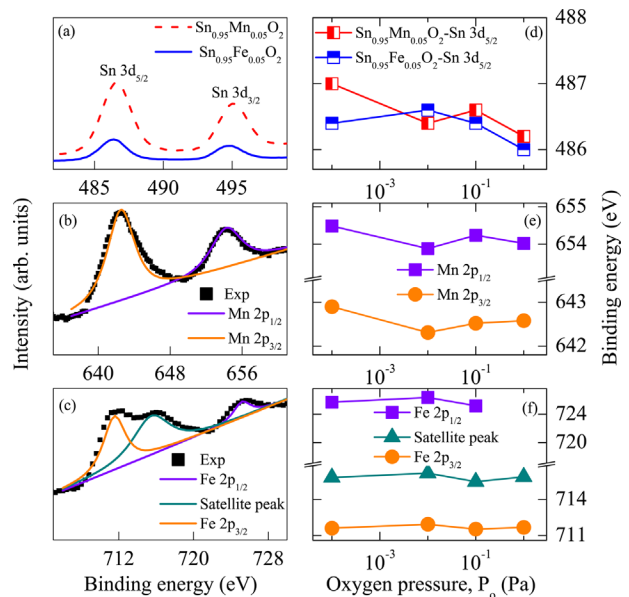 (a)
Sn0.95Mn0.05O2
Sn0.95Fe0.05O2
Sn 3d5/2
Sn 3d3/2
485 490 495
(b)
Exp
Mn 2p1/2
Mn 2p3/2
640 648 656
(c)
Exp
Fe 2p1/2
Satellite peak
Fe 2p3/2
712 720 728
Binding energy (eV)
Intensity (arb. units)
(d)
Sn0.95Mn0.05O2-Sn 3d5/2
Sn0.95Fe0.05O2-Sn 3d5/2
488
487
486
10-3 10-1
(e)
Mn 2p1/2
Mn 2p3/2
655
654
643
642
10-3 10-1
(f)
Fe 2p1/2
Satellite peak
Fe 2p3/2
724
720
714
711
10-3 10-1
Oxygen pressure, Po (Pa)
Binding energy (eV)